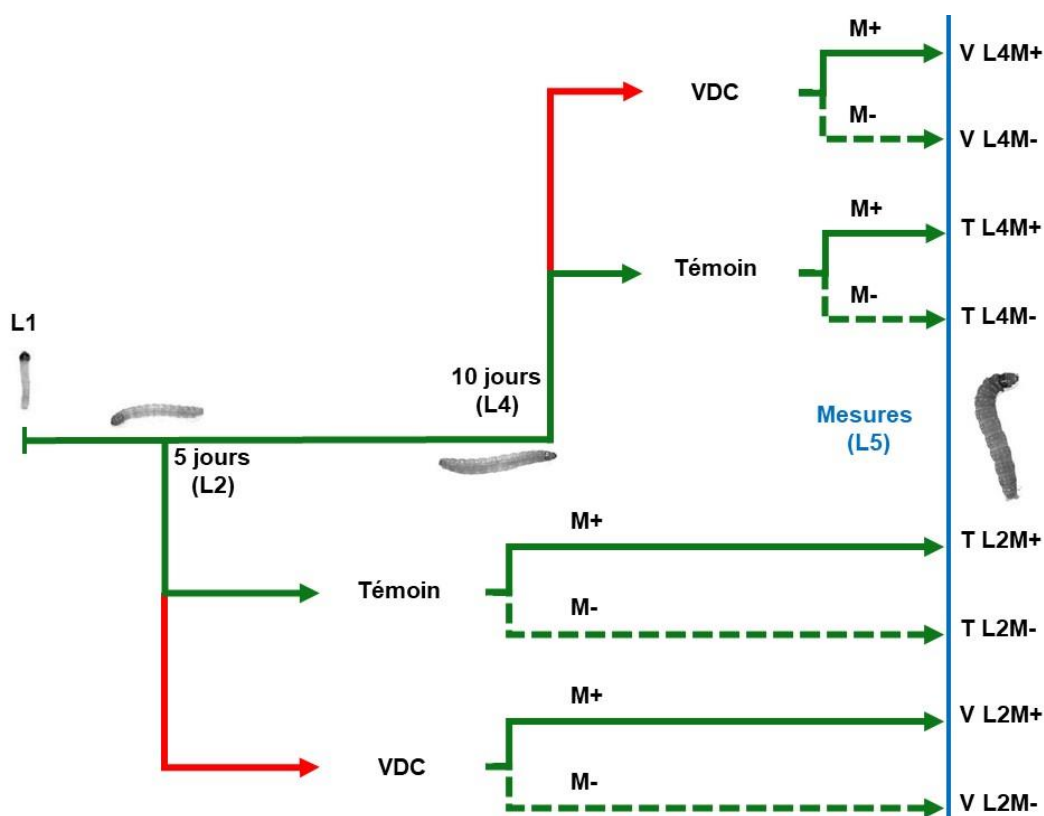 M+
V L4M+
VDC
M-
V L4M-
M+
T L4M+
Témoin
M-
T L4M-
L1
10 jours
(L4)
Mesures
(L5)
5 jours
(L2)
M+
T L2M+
Témoin
M-
T L2M-
M+
V L2M+
VDC
M-
V L2M-